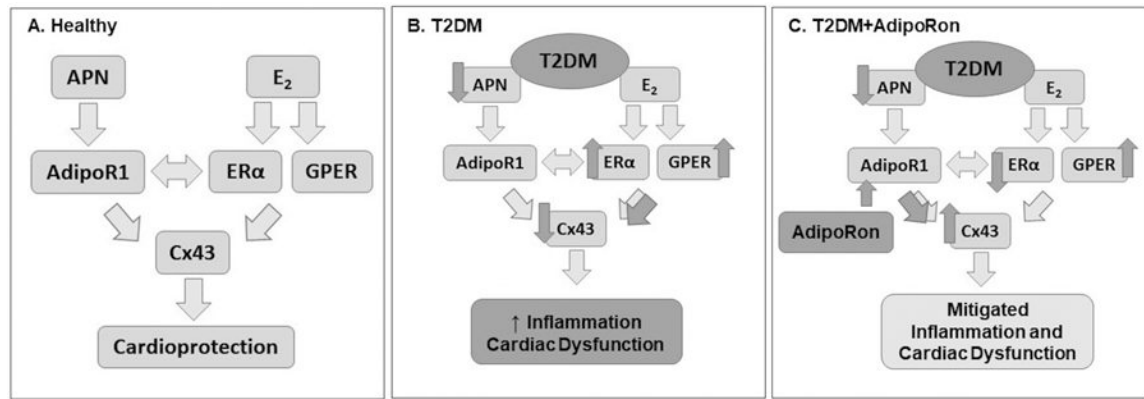 A. Healthy
APN
E₂
AdipoR1
ERα
GPER
Cx43
Cardioprotection
B. T2DM
T2DM
APN
E₂
AdipoR1
ERα
GPER
Cx43
↑ Inflammation
Cardiac Dysfunction
C. T2DM+AdipoRon
T2DM
APN
E₂
AdipoR1
ERα
GPER
AdipoRon
Cx43
Mitigated
Inflammation and
Cardiac Dysfunction